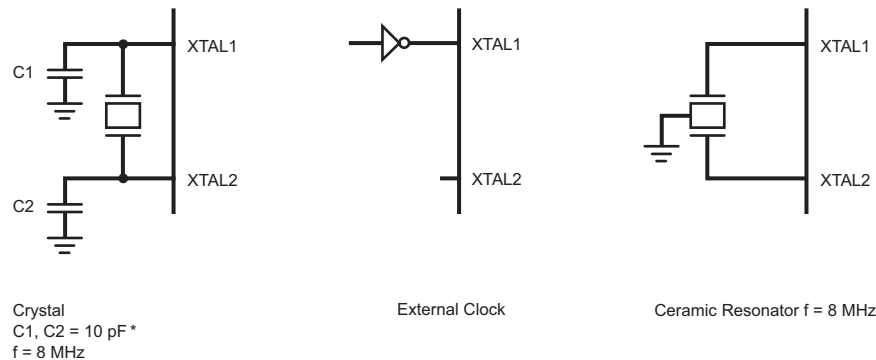 XTAL1
C1
XTAL2
C2
Crystal
C1, C2 = 10 pF *
f = 8 MHz
XTAL1
XTAL2
External Clock
XTAL1
XTAL2
Ceramic Resonator f = 8 MHz